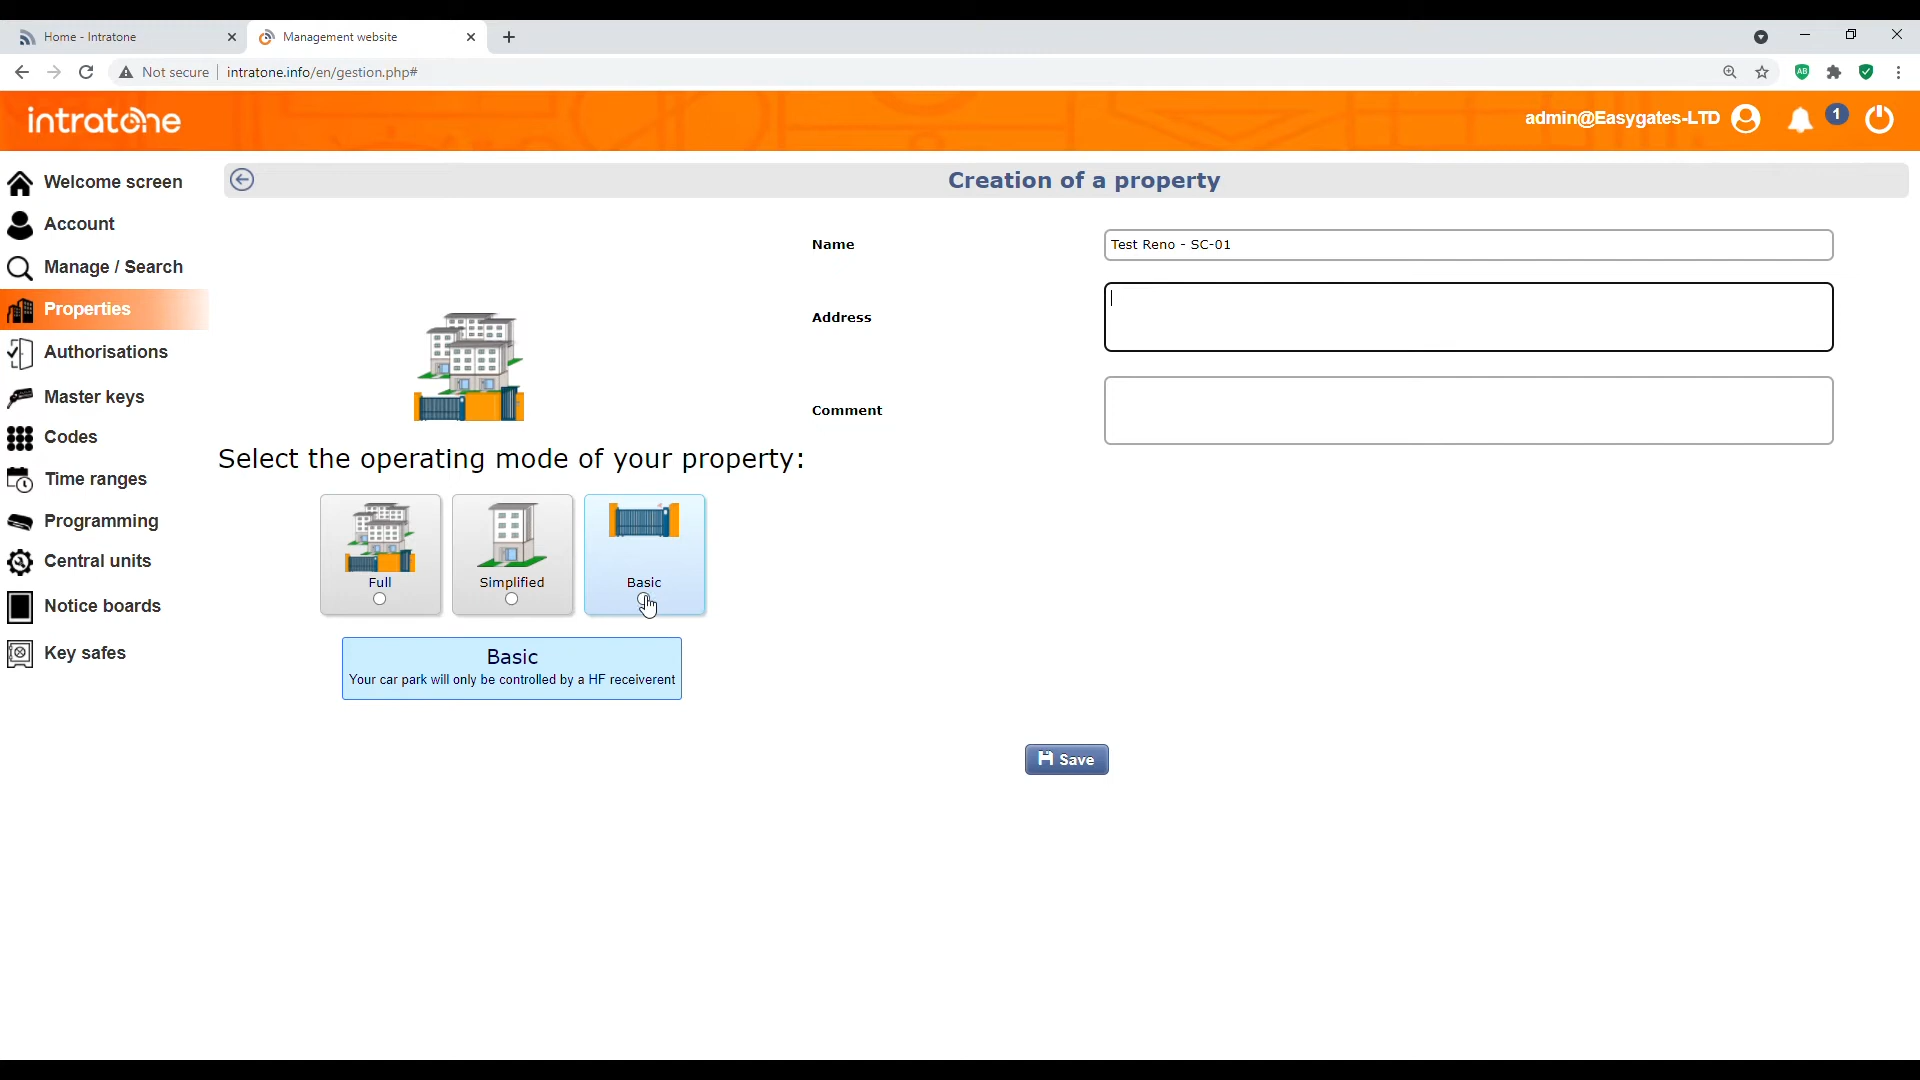 Home - Intratone
Management website
Not secure
intratone.info/en/gestion.php#
intratone
admin@Easygates-LTD
1
Welcome screen
Account
Manage / Search
Properties
Authorisations
Master keys
Codes
Time ranges
Programming
Central units
Notice boards
Key safes
Creation of a property
Name
Test Reno - SC-01
Address
Comment
Select the operating mode of your property:
Full
Simplified
Basic
Basic
Your car park will only be controlled by a HF receiverent
Save